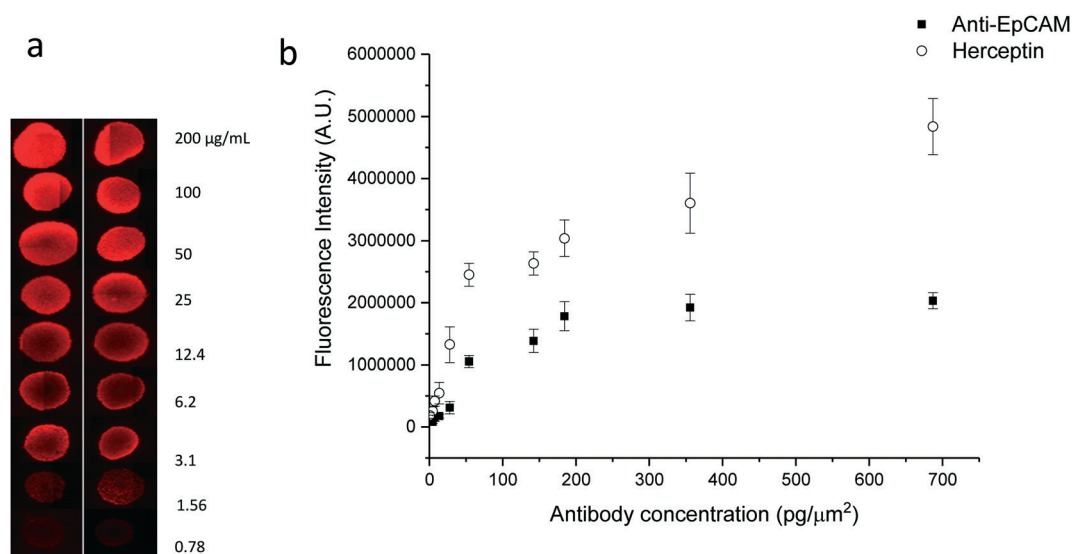 a
200 µg/mL
100
50
25
12.4
6.2
3.1
1.56
0.78
b
Anti-EpCAM
Herceptin
Fluorescence Intensity (A.U.)
6000000
5000000
4000000
3000000
2000000
1000000
0
0 100 200 300 400 500 600 700
Antibody concentration (pg/µm²)